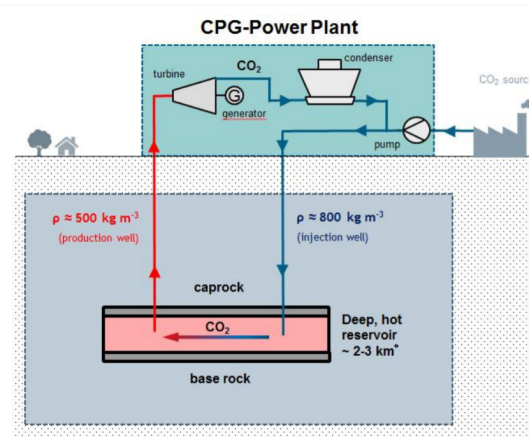 CPG-Power Plant
turbine
CO₂
condenser
G
generator
CO₂ sourc
pump
ρ ≈ 500 kg m⁻³
(production well)
ρ ≈ 800 kg m⁻³
(injection well)
caprock
CO₂
Deep, hot
reservoir
~ 2-3 km°
base rock